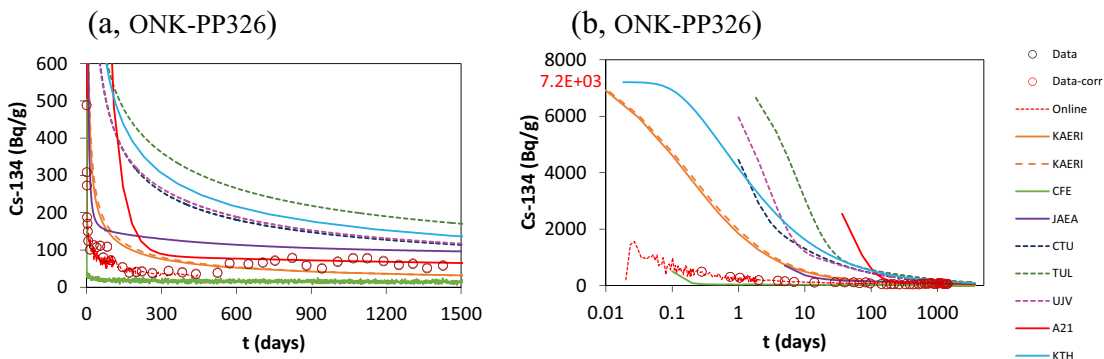 (a, ONK-PP326)
(b, ONK-PP326)
600
500
400
300
200
100
0
Cs-134 (Bq/g)
0 300 600 900 1200 1500
t (days)
8000
7.2E+03
6000
4000
2000
0
Cs-134 (Bq/g)
0.01 0.1 1 10 100 1000
t (days)
Data
Data-corr
Online
KAERI
KAERI
CFE
JAEA
CTU
TUL
UJV
A21
KTH